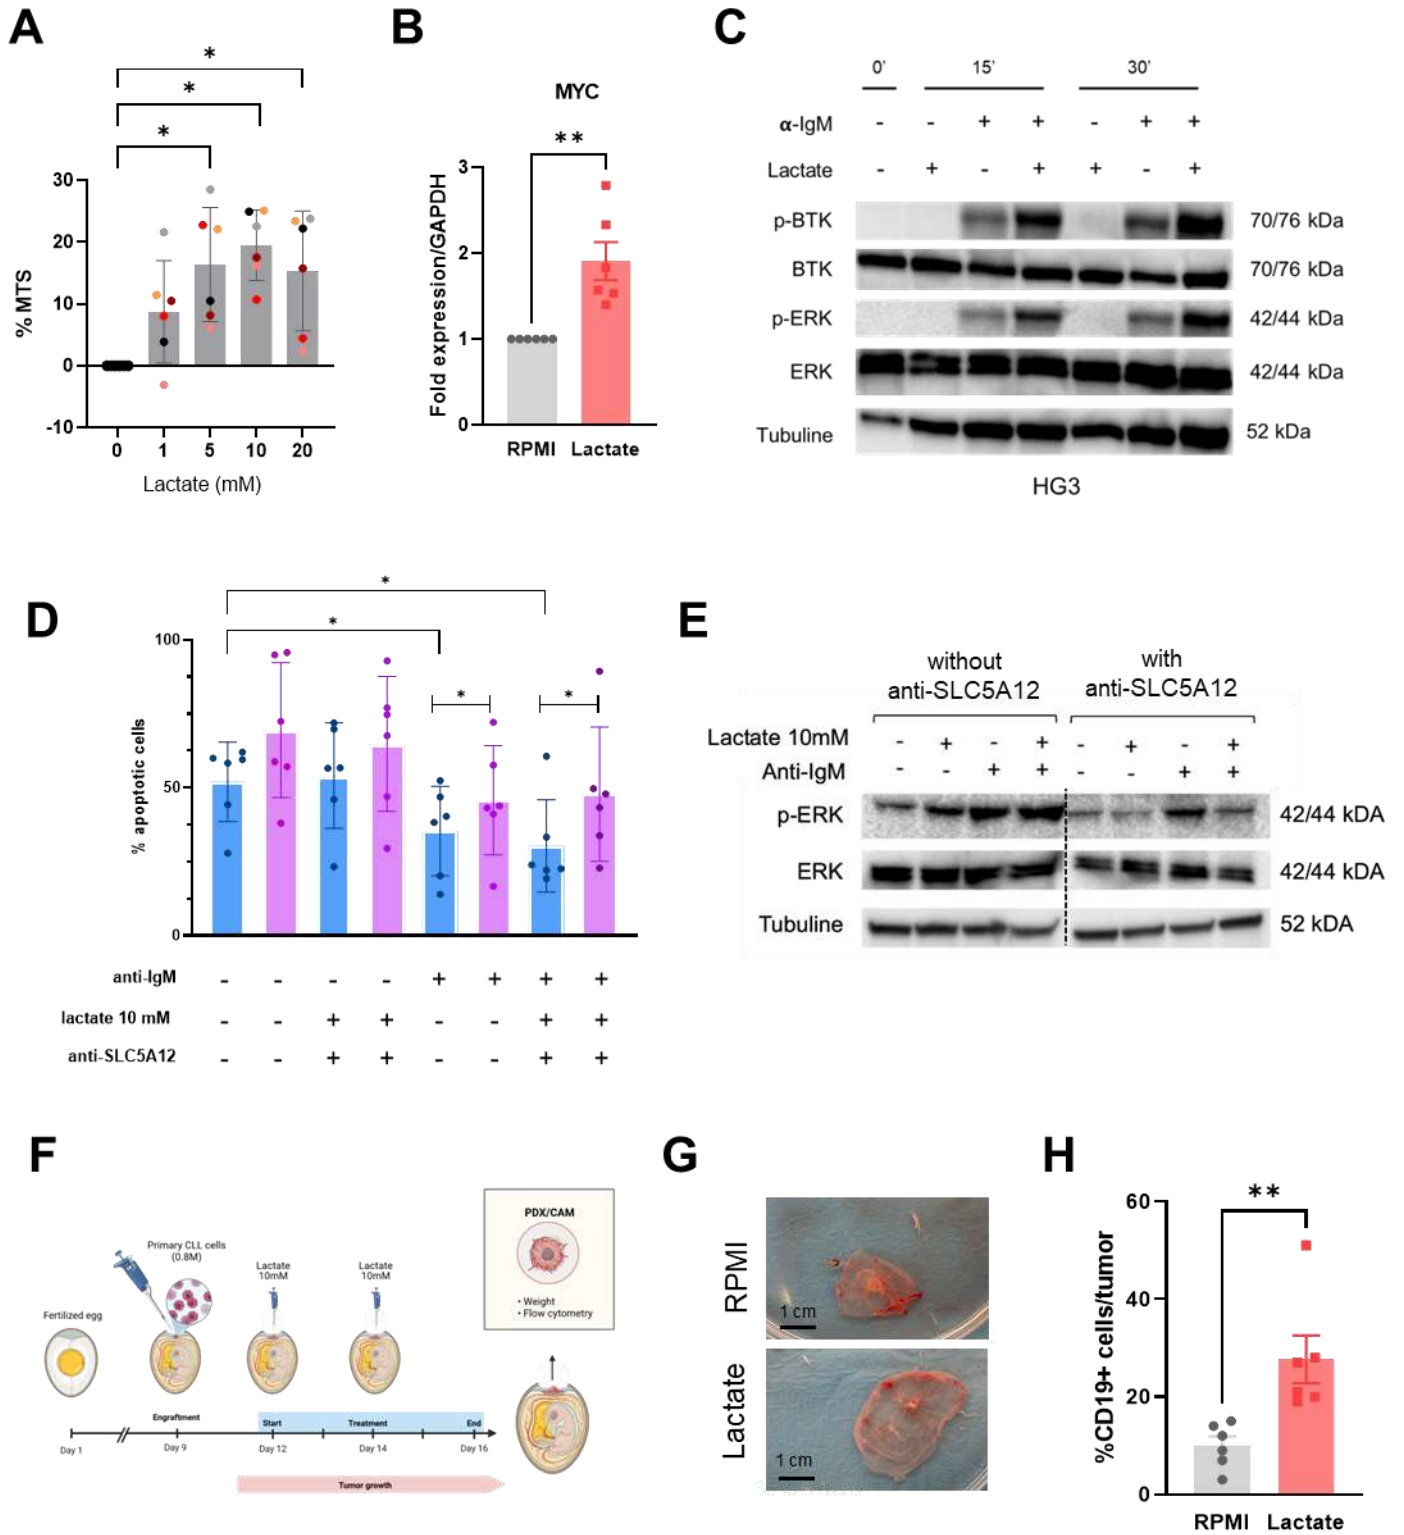 A
*
*
*
30
20
10
0
-10
% MTS
0 1 5 10 20
Lactate (mM)
B
MYC
**
3
2
1
0
Fold expression/GAPDH
RPMI Lactate
C
0' 15' 30'
α-IgM - - + + - + +
Lactate - + - + + - +
p-BTK 70/76 kDa
BTK 70/76 kDa
p-ERK 42/44 kDa
ERK 42/44 kDa
Tubuline 52 kDa
HG3
D
*
*
* *
100
50
0
% apoptotic cells
anti-IgM - - - - + + + +
lactate 10 mM - - + + - - + +
anti-SLC5A12 - - + + - - + +
E
without anti-SLC5A12
with anti-SLC5A12
Lactate 10mM - + - + - + - +
Anti-IgM - - + + - - + +
p-ERK 42/44 kDA
ERK 42/44 kDA
Tubuline 52 kDA
F
Fertilized egg
Primary CLL cells
(0.8M)
Lactate
10mM
Lactate
10mM
PDX/CAM
• Weight
• Flow cytometry
Engraftment
Start Treatment End
Day 1 Day 9 Day 12 Day 14 Day 16
Tumor growth
G
RPMI
1 cm
Lactate
1 cm
H
**
60
40
20
0
%CD19+ cells/tumor
RPMI Lactate